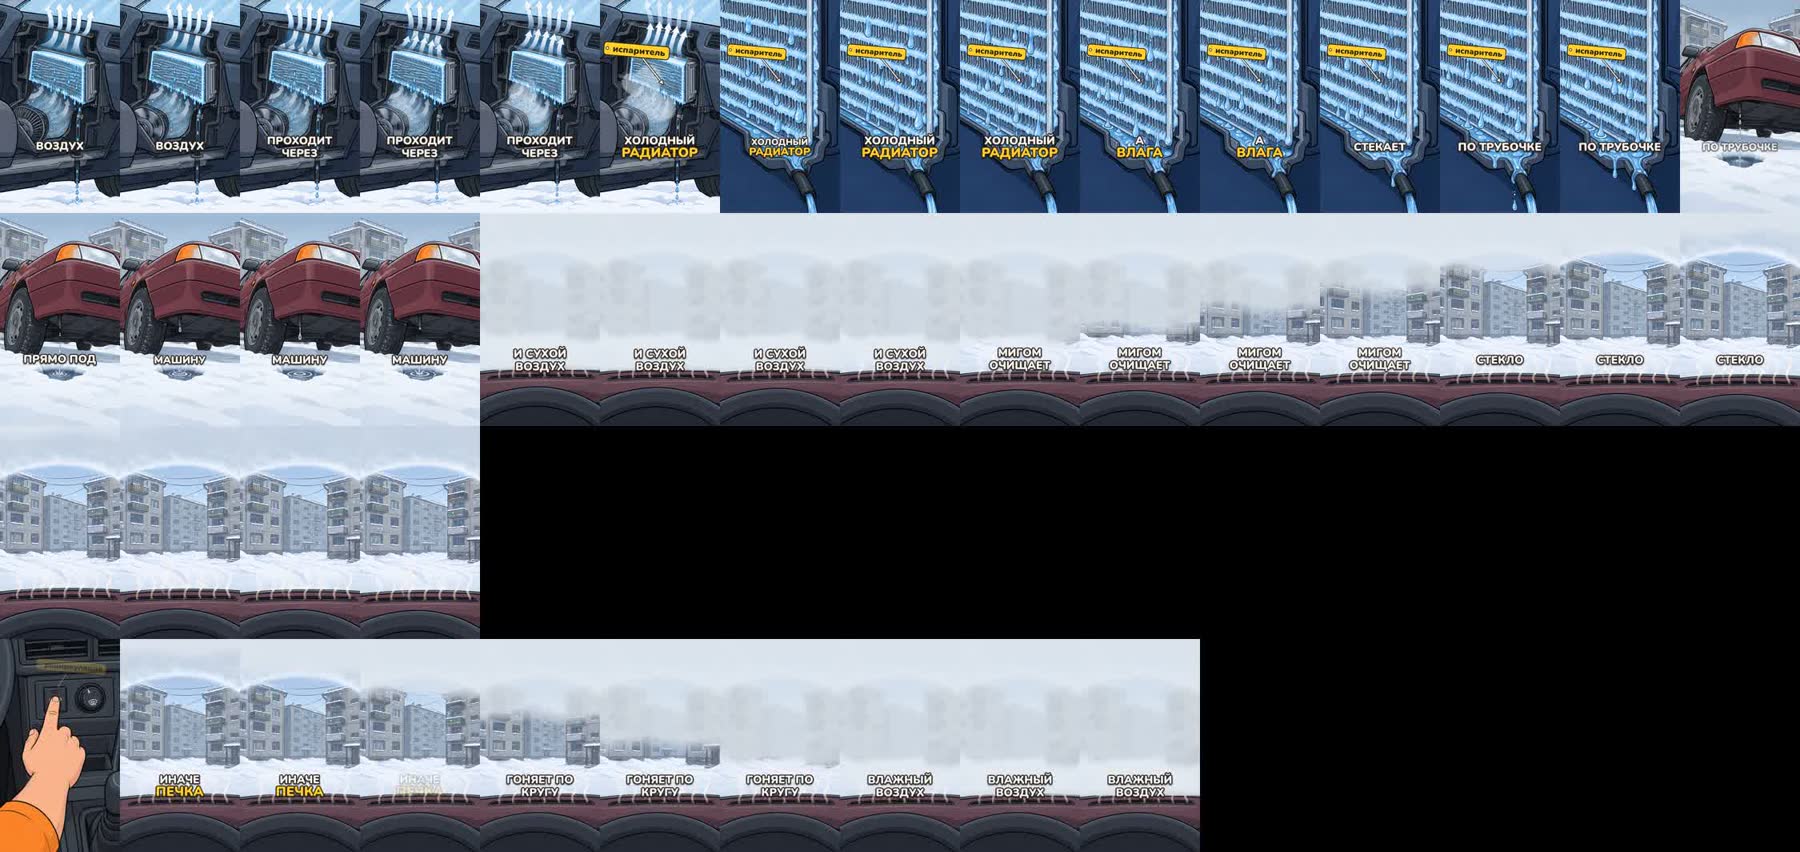 испаритель
испаритель
испаритель
испаритель
испаритель
испаритель
испаритель
испаритель
испаритель
ВОЗДУХ
ВОЗДУХ
ПРОХОДИТ
ЧЕРЕЗ
ПРОХОДИТ
ЧЕРЕЗ
ПРОХОДИТ
ЧЕРЕЗ
ХОЛОДНЫЙ
РАДИАТОР
ХОЛОДНЫЙ
РАДИАТОР
ХОЛОДНЫЙ
РАДИАТОР
ХОЛОДНЫЙ
РАДИАТОР
А
ВЛАГА
А
ВЛАГА
СТЕКАЕТ
ПО ТРУБОЧКЕ
ПО ТРУБОЧКЕ
ПО ТРУБОЧКЕ
ПРЯМО ПОД
МАШИНУ
МАШИНУ
МАШИНУ
И СУХОЙ
ВОЗДУХ
И СУХОЙ
ВОЗДУХ
И СУХОЙ
ВОЗДУХ
И СУХОЙ
ВОЗДУХ
МИГОМ
ОЧИЩАЕТ
МИГОМ
ОЧИЩАЕТ
МИГОМ
ОЧИЩАЕТ
МИГОМ
ОЧИЩАЕТ
СТЕКЛО
СТЕКЛО
СТЕКЛО
ИНАЧЕ
ПЕЧКА
ИНАЧЕ
ПЕЧКА
ИНАЧЕ
ПЕЧКА
ГОНЯЕТ ПО
КРУГУ
ГОНЯЕТ ПО
КРУГУ
ГОНЯЕТ ПО
КРУГУ
ВЛАЖНЫЙ
ВОЗДУХ
ВЛАЖНЫЙ
ВОЗДУХ
ВЛАЖНЫЙ
ВОЗДУХ